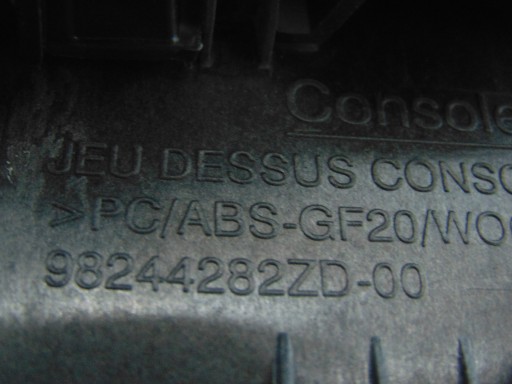 Console
JEU DESSUS CONSO
>PC/ABS-GF20/WO
98244282ZD-00